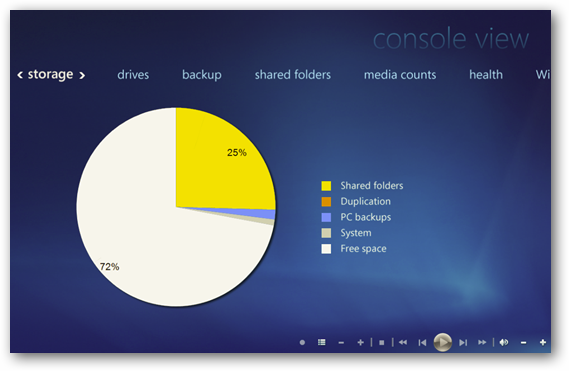 console view
< storage > drives backup shared folders media counts health Wi
25%
Shared folders
Duplication
PC backups
System
Free space
72%